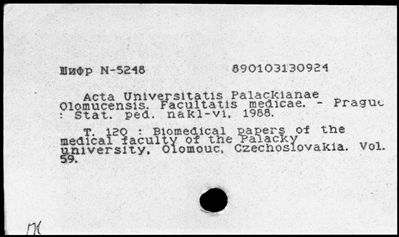 Шифр N-5248 890103130924
Acta Universitatis Palackianae
Olomucensis. Facultatis medicae. - Prague
: Stat. ped. nakl-vi, 1988.
T. 120 : Biomedical papers of the
medical faculty of the Palacky
university, Olomouc, Czechoslovakia. Vol.
59.